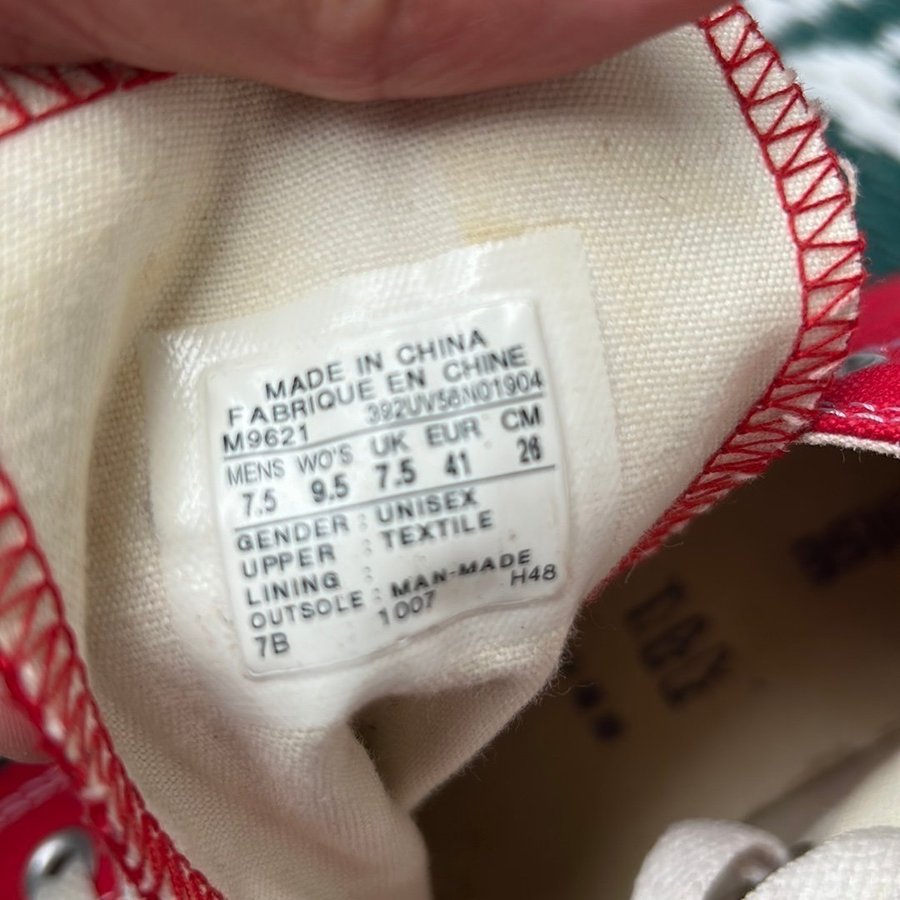 MADE IN CHINA
FABRIQUE EN CHINE
M9621 392UV56N01904
MENS WO'S UK EUR CM
7.5 9.5 7.5 41 26
GENDER : UNISEX
UPPER : TEXTILE
LINING :
OUTSOLE : MAN-MADE
7B 1007 H48